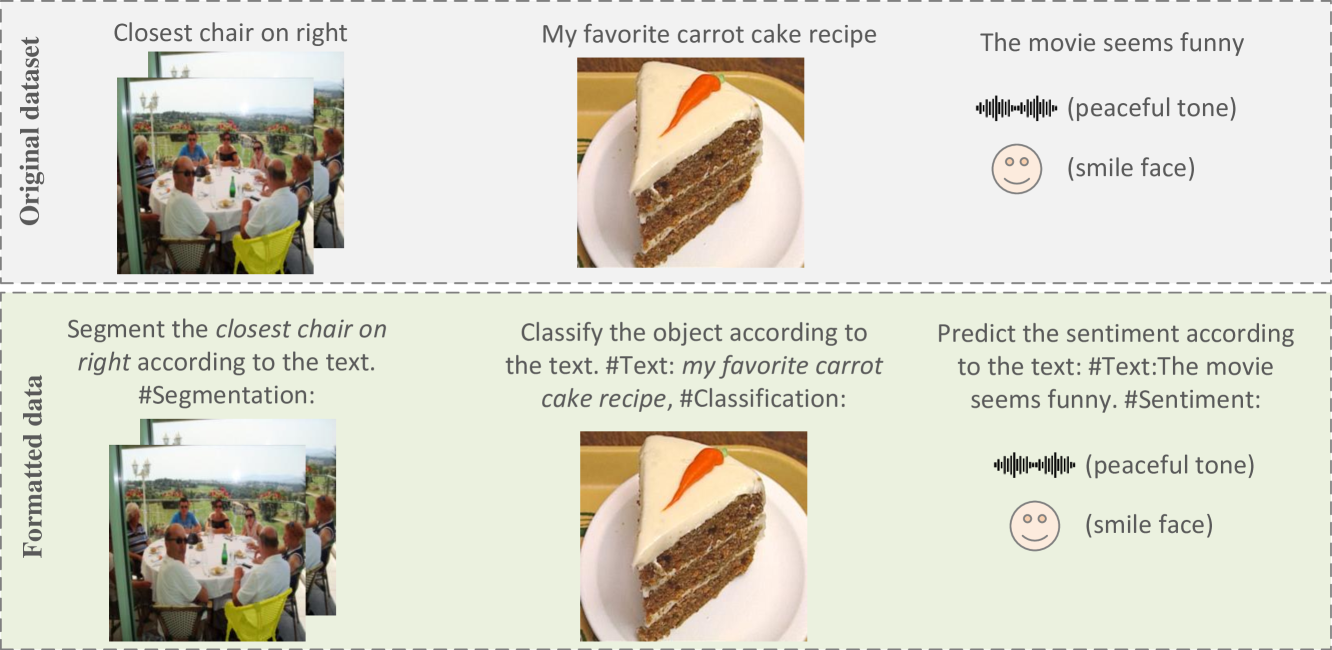 Original dataset
Closest chair on right
My favorite carrot cake recipe
The movie seems funny
(peaceful tone)
(smile face)
Formatted data
Segment the closest chair on
right according to the text.
#Segmentation:
Classify the object according to
the text. #Text: my favorite carrot
cake recipe, #Classification:
Predict the sentiment according
to the text: #Text:The movie
seems funny. #Sentiment:
(peaceful tone)
(smile face)